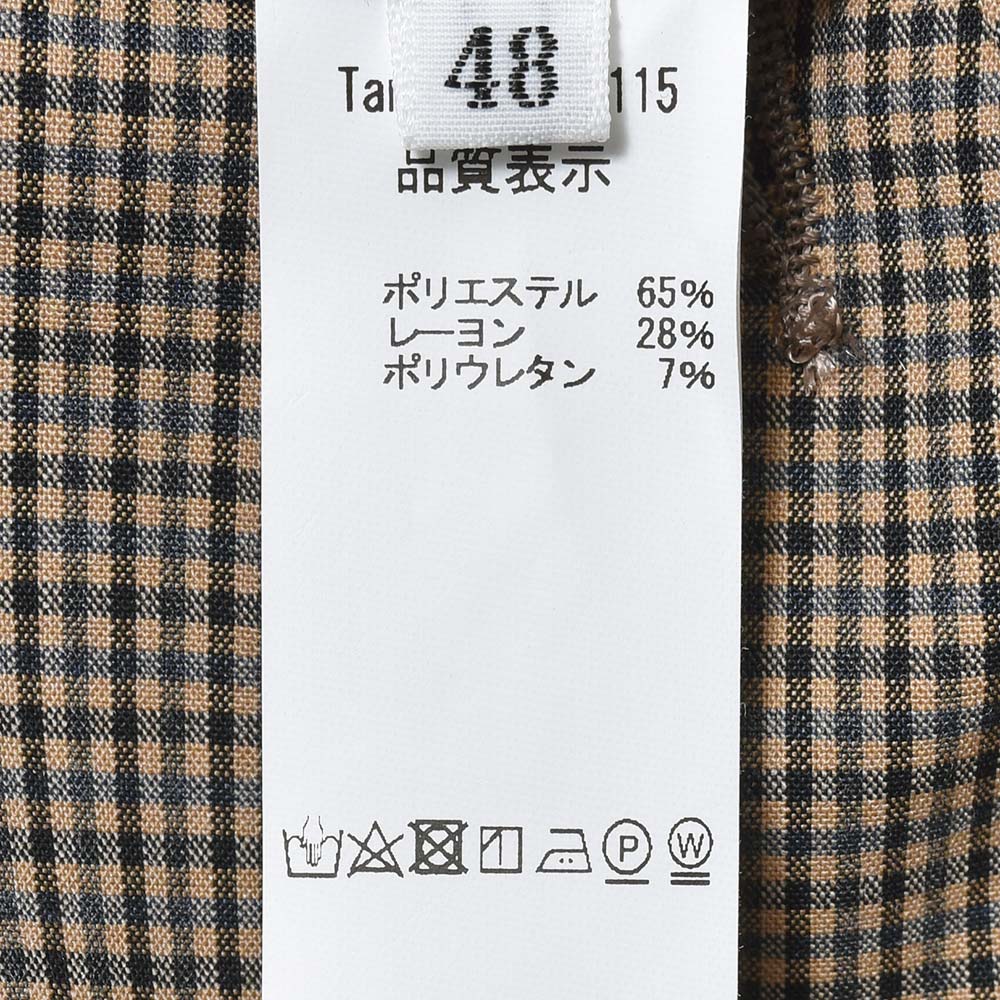 48
115
品質表示
ポリエステル 65%
レーヨン 28%
ポリウレタン 7%
P W